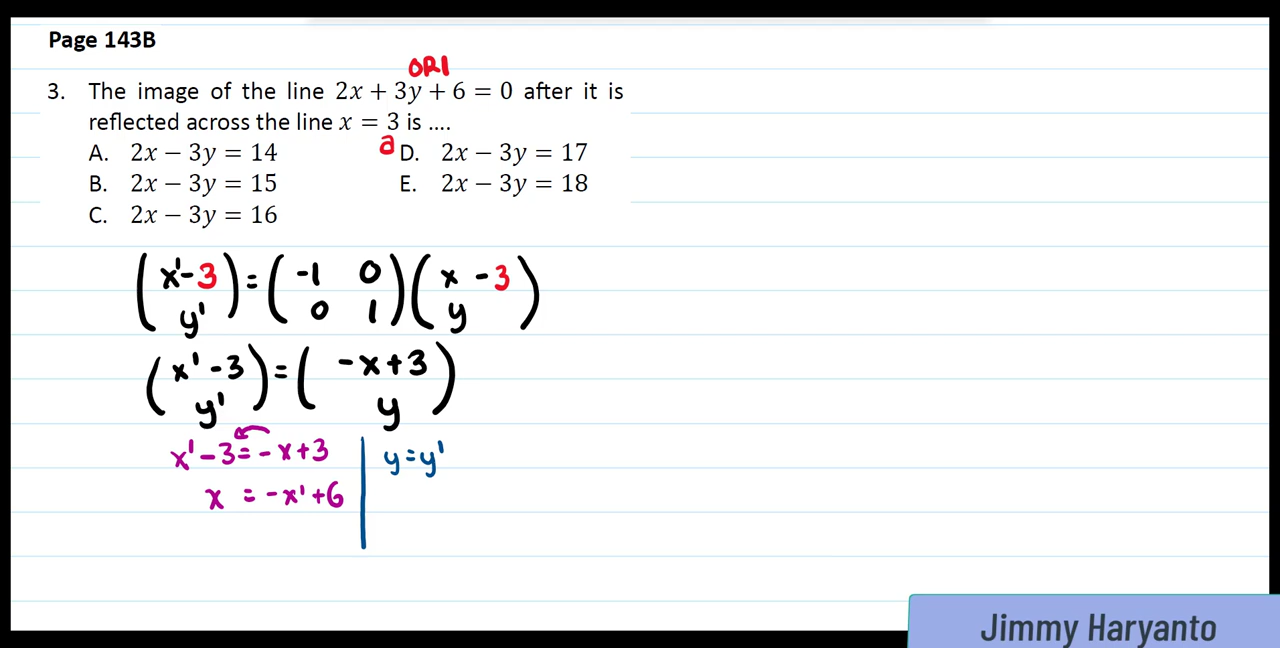 Page 143B
ORI
3. The image of the line 2x + 3y + 6 = 0 after it is
reflected across the line x = 3 is ....
a
A. 2x − 3y = 14 D. 2x − 3y = 17
B. 2x − 3y = 15 E. 2x − 3y = 18
C. 2x − 3y = 16
(x' - 3) = (-1 0) (x - 3)
(y') (0 1) (y)
(x' - 3) = (-x + 3)
(y') (y)
x' - 3 = -x + 3 | y = y'
x = -x' + 6
Jimmy Haryanto